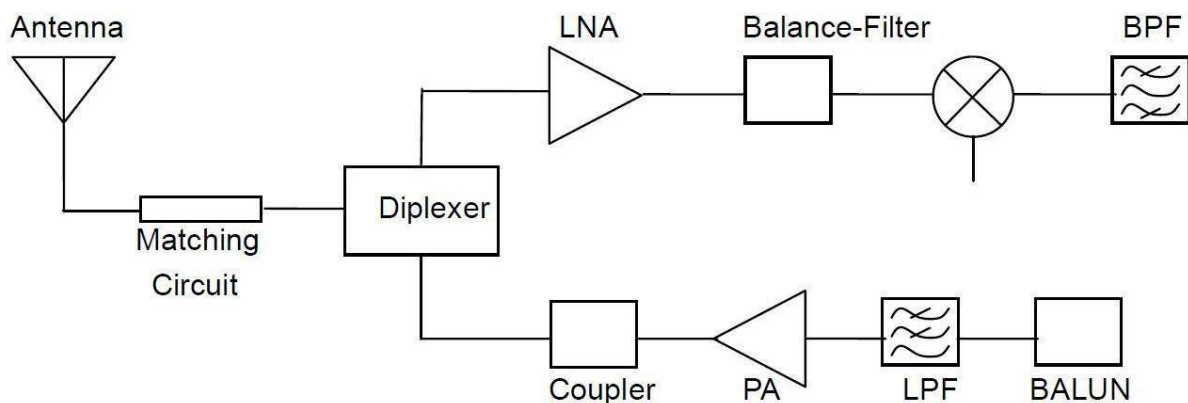 Antenna
LNA
Balance-Filter
BPF
Diplexer
Matching
Circuit
Coupler
PA
LPF
BALUN